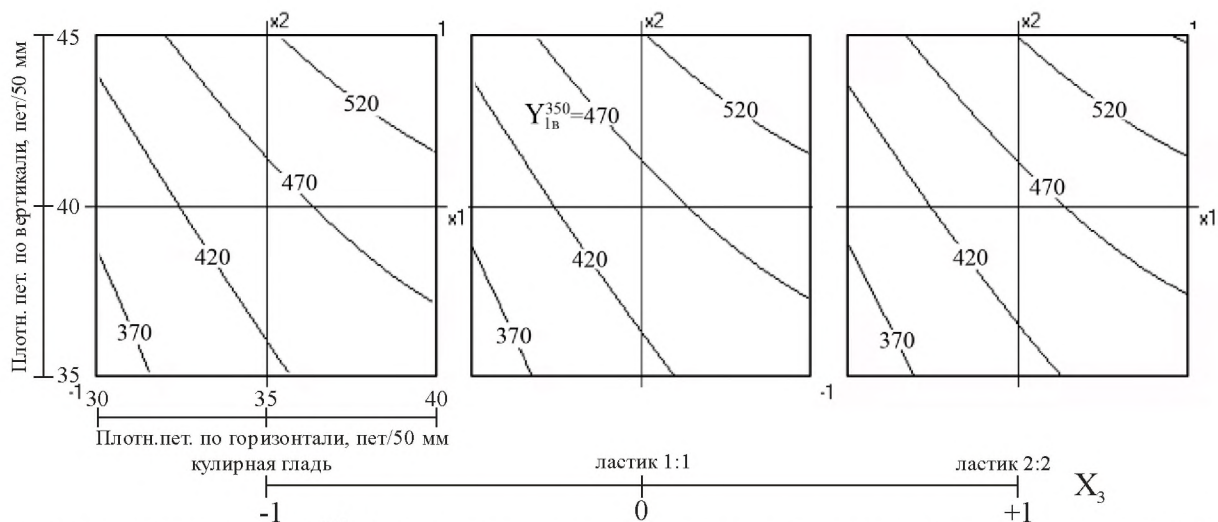 Плотн. пет. по вертикали, пет/50 мм
45
40
35
x2
1
520
470
420
370
x1
-1
30
35
40
Плотн.пет. по горизонтали, пет/50 мм
кулирная гладь
x2
Y₁в³⁵⁰=470
520
420
370
ластик 1:1
x2
1
520
470
420
370
x1
-1
ластик 2:2
-1
0
+1
X₃